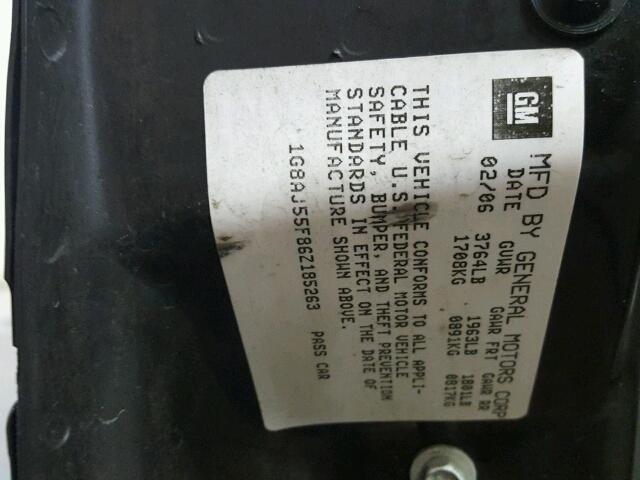 GM
MFD BY GENERAL MOTORS CORP
DATE GVWR GAWR FRT GAWR RR
02/06 3764LB 1963LB 1801LB
1708KG 0891KG 0817KG
THIS VEHICLE CONFORMS TO ALL APPLI-
CABLE U.S. FEDERAL MOTOR VEHICLE
SAFETY, BUMPER, AND THEFT PREVENTION
STANDARDS IN EFFECT ON THE DATE OF
MANUFACTURE SHOWN ABOVE.
1G8AJ55F86Z185263 PASS CAR